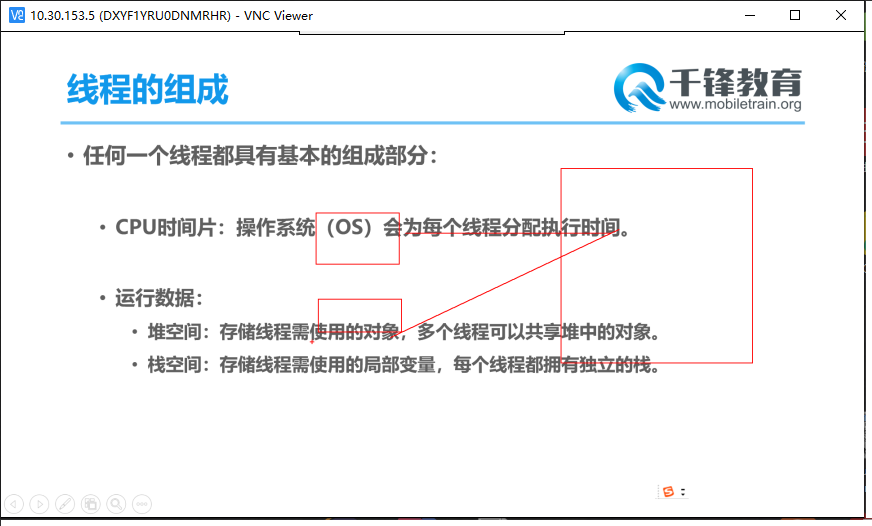 10.30.153.5 (DXYF1YRU0DNMRHR) - VNC Viewer
线程的组成
千锋教育
www.mobiletrain.org
• 任何一个线程都具有基本的组成部分：
• CPU时间片：操作系统（OS）会为每个线程分配执行时间。
• 运行数据：
• 堆空间：存储线程需使用的对象，多个线程可以共享堆中的对象。
• 栈空间：存储线程需使用的局部变量，每个线程都拥有独立的栈。